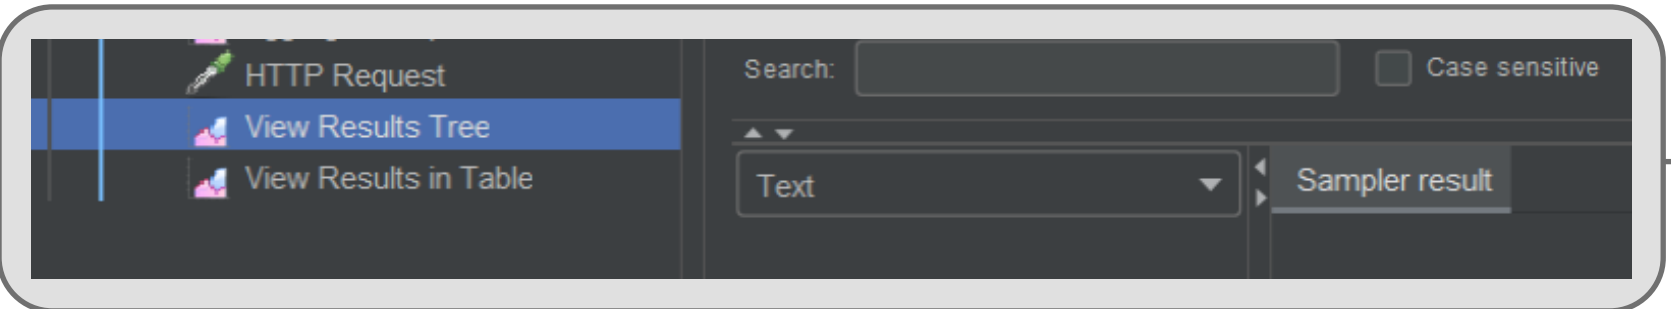 HTTP Request
View Results Tree
View Results in Table
Search:
Case sensitive
Text
Sampler result